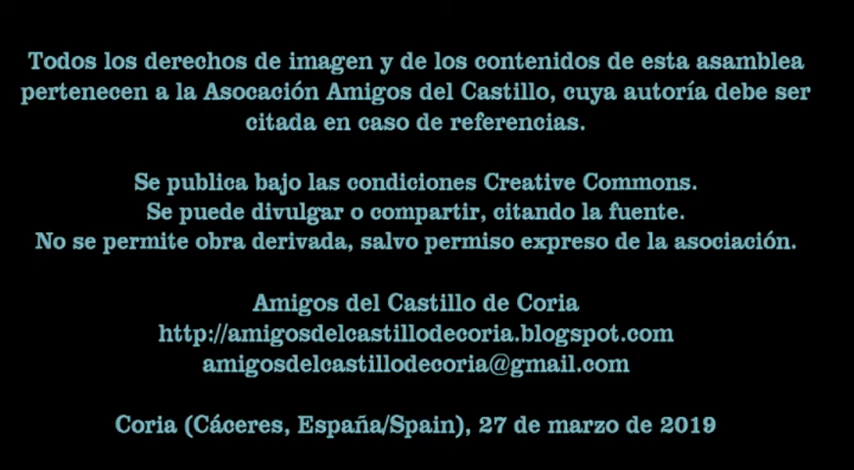 Todos los derechos de imagen y de los contenidos de esta asamblea
pertenecen a la Asocación Amigos del Castillo, cuya autoría debe ser
citada en caso de referencias.
Se publica bajo las condiciones Creative Commons.
Se puede divulgar o compartir, citando la fuente.
No se permite obra derivada, salvo permiso expreso de la asociación.
Amigos del Castillo de Coria
http://amigosdelcastillodecoria.blogspot.com
amigosdelcastillodecoria@gmail.com
Coria (Cáceres, España/Spain), 27 de marzo de 2019